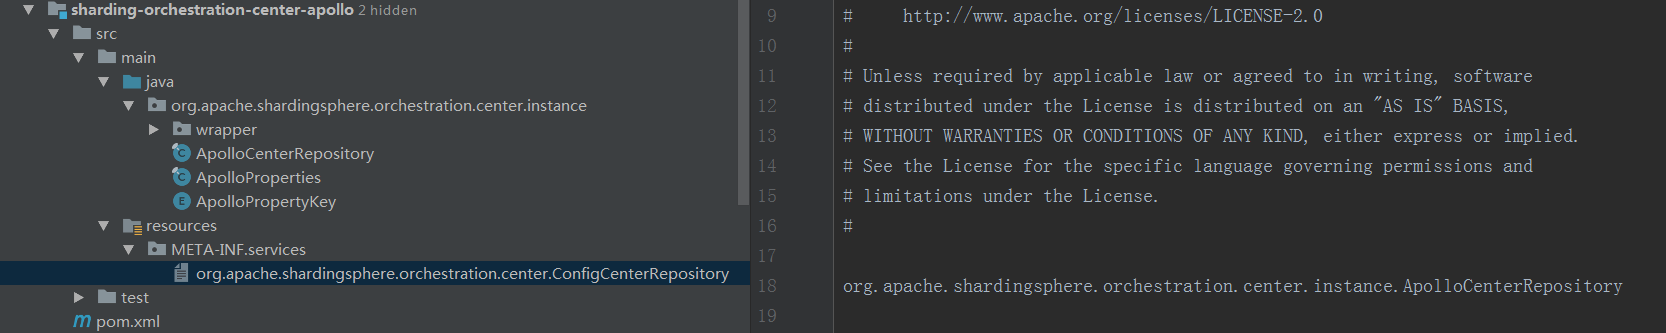 sharding-orchestration-center-apollo 2 hidden
src
main
java
org.apache.shardingsphere.orchestration.center.instance
wrapper
ApolloCenterRepository
ApolloProperties
ApolloPropertyKey
resources
META-INF.services
org.apache.shardingsphere.orchestration.center.ConfigCenterRepository
test
pom.xml
9 # http://www.apache.org/licenses/LICENSE-2.0
10 #
11 # Unless required by applicable law or agreed to in writing, software
12 # distributed under the License is distributed on an "AS IS" BASIS,
13 # WITHOUT WARRANTIES OR CONDITIONS OF ANY KIND, either express or implied.
14 # See the License for the specific language governing permissions and
15 # limitations under the License.
16 #
17
18 org.apache.shardingsphere.orchestration.center.instance.ApolloCenterRepository
19